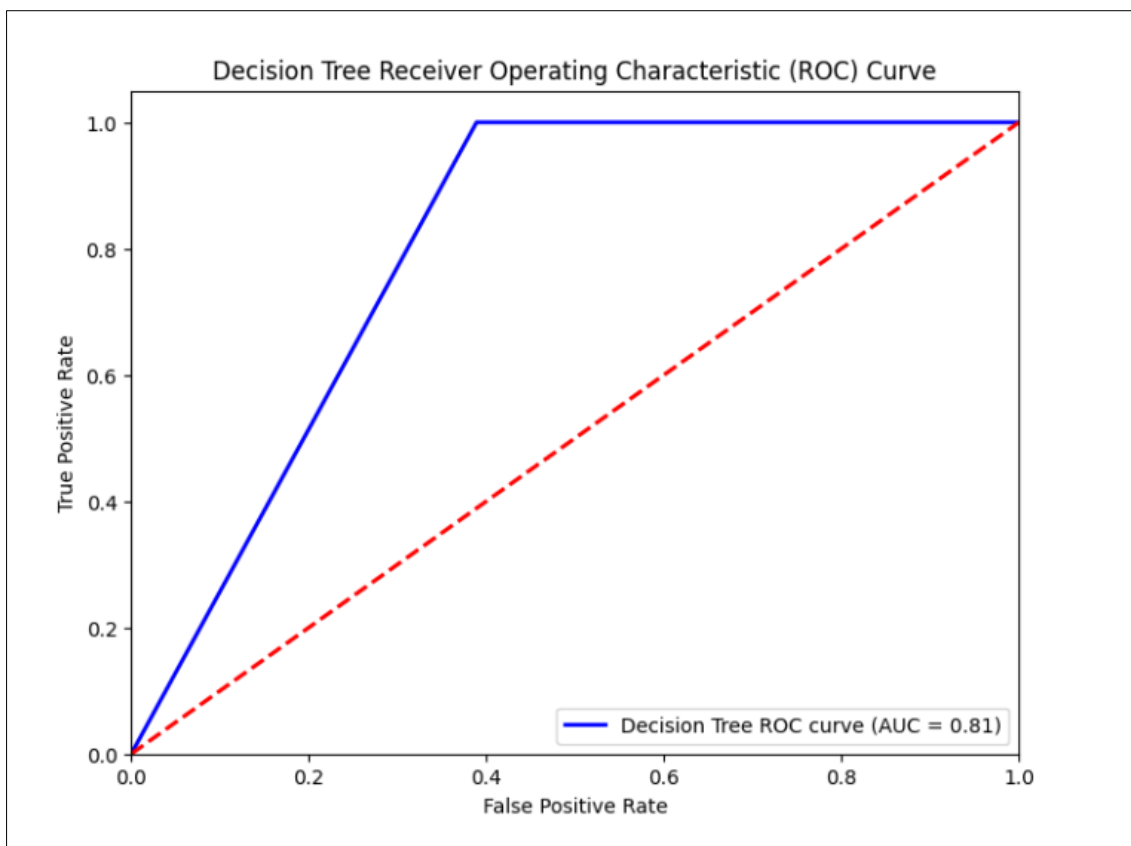 Decision Tree Receiver Operating Characteristic (ROC) Curve
True Positive Rate
1.0
0.8
0.6
0.4
0.2
0.0
Decision Tree ROC curve (AUC = 0.81)
0.0 0.2 0.4 0.6 0.8 1.0
False Positive Rate